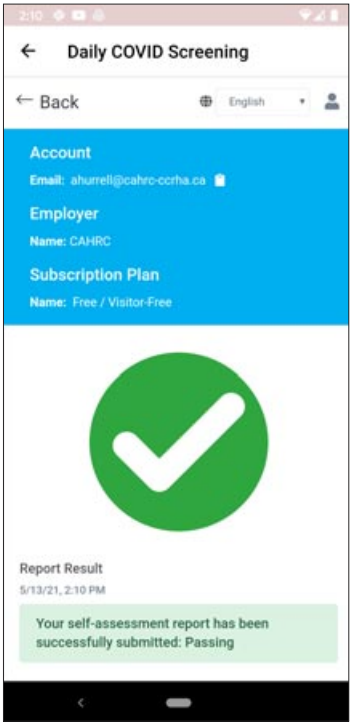 2:10
Daily COVID Screening
Back
English
Account
Email: ahurrell@cahrc-ccrha.ca
Employer
Name: CAHRC
Subscription Plan
Name: Free / Visitor-Free
Report Result
5/13/21, 2:10 PM
Your self-assessment report has been
successfully submitted: Passing